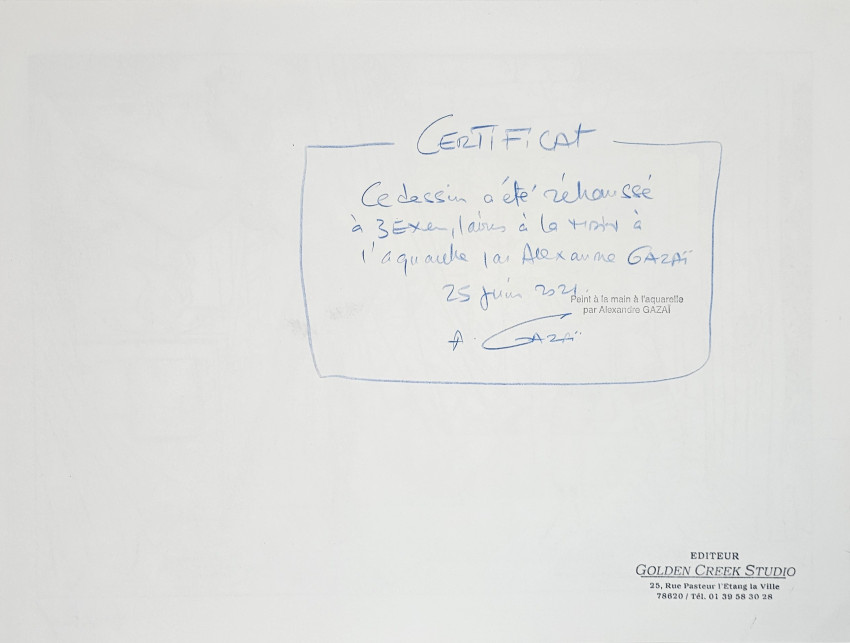 CERTIFICAT
Ce dessin a été réhaussé
à 3 Exemplaires à la main à
l'aquarelle par Alexandre GAZAÏ
25 Juin 2021.
Peint à la main à l'aquarelle
par Alexandre GAZAÏ
A. GAZAÏ
EDITEUR
GOLDEN CREEK STUDIO
25, Rue Pasteur l'Etang la Ville
78620 / Tél. 01 39 58 30 28